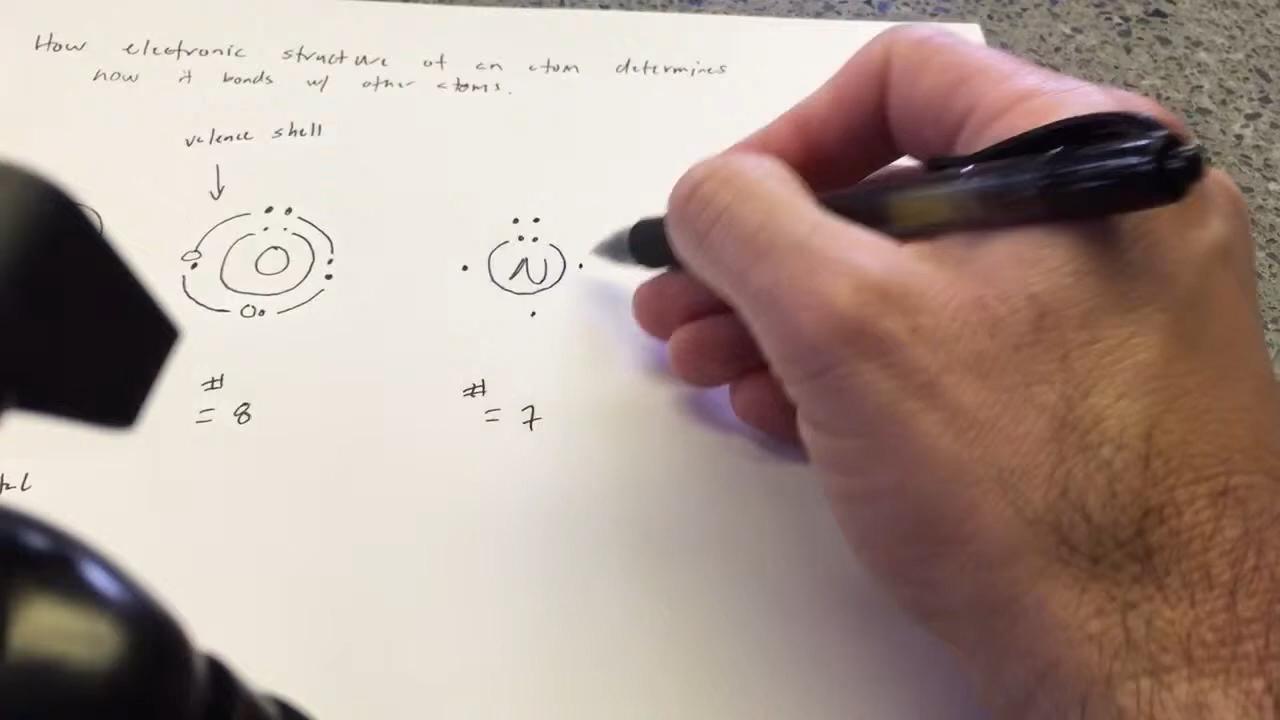 How electronic structure of an atom determines
how it bonds w/ other atoms.
valence shell
O
N
#
= 8
#
= 7